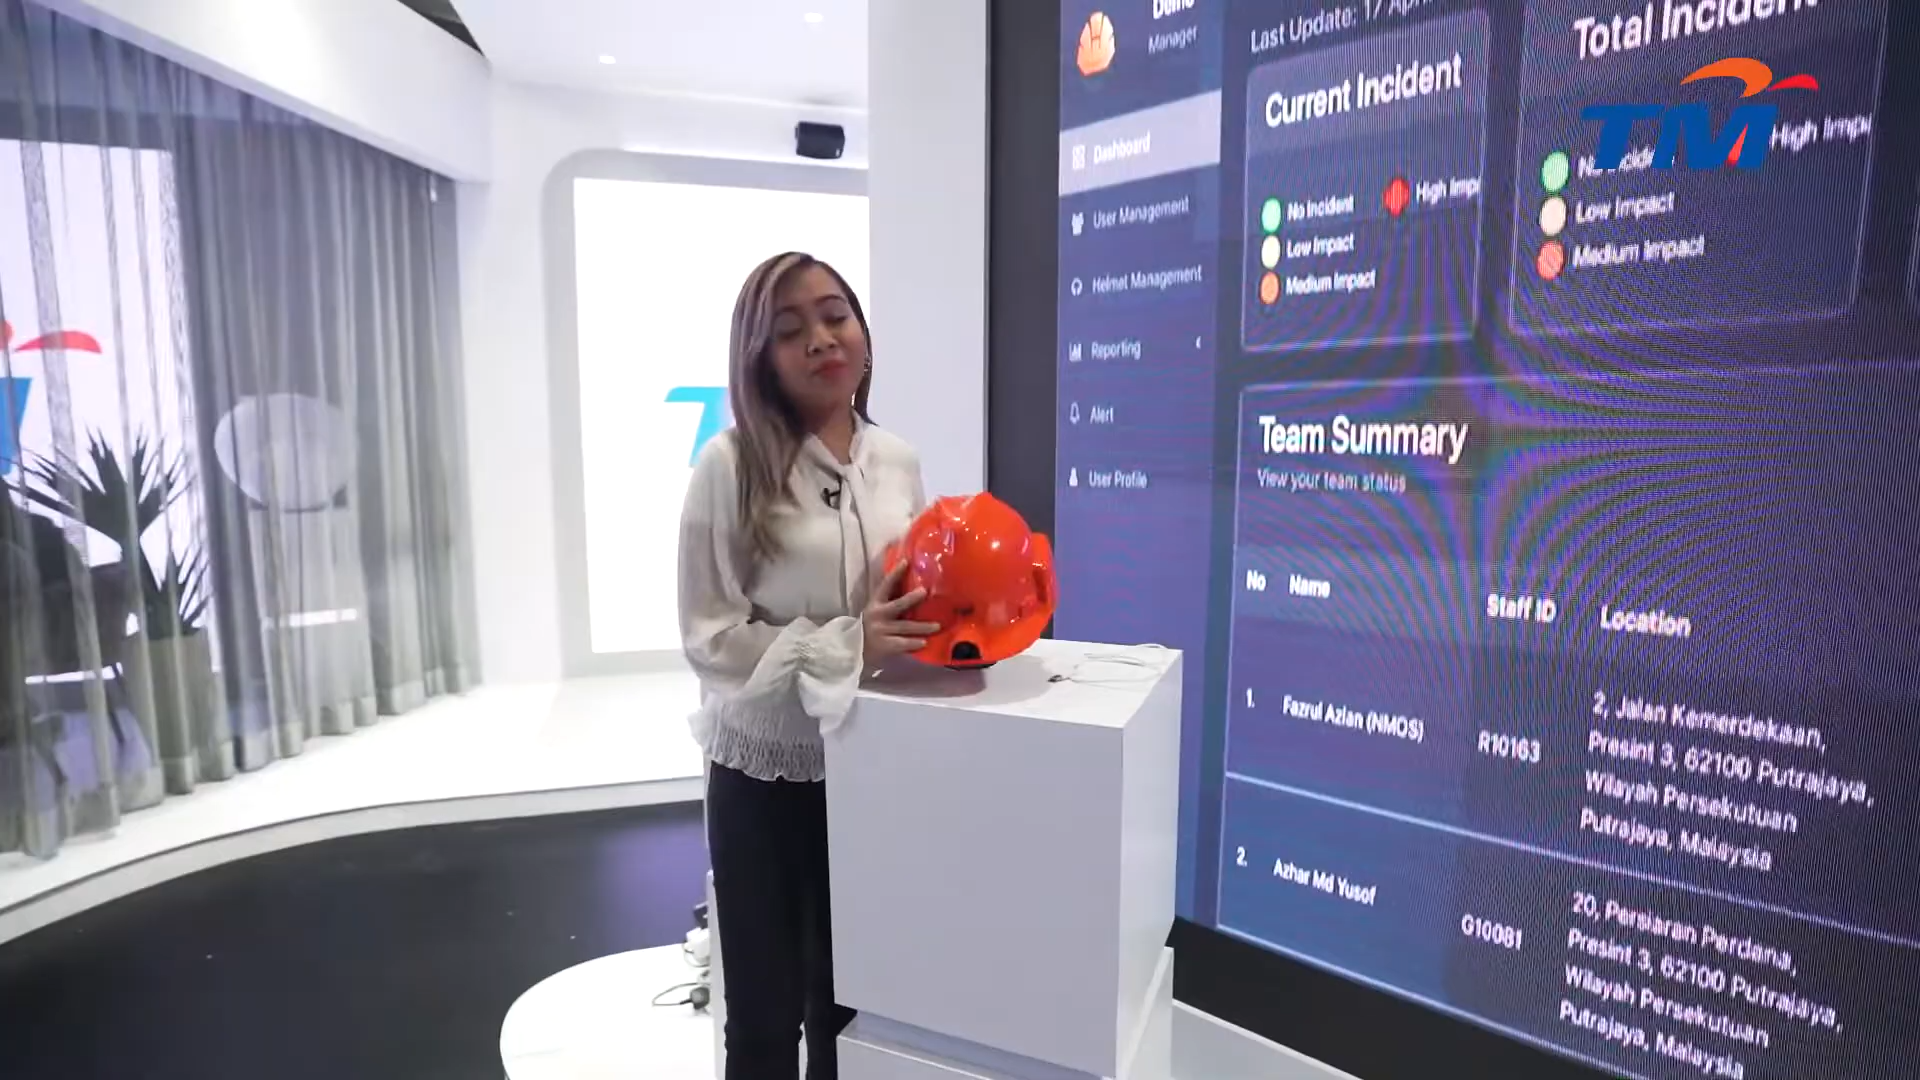 Demo
Manager
Dashboard
User Management
Helmet Management
Reporting
Alert
User Profile
Last Update: 17
Current Incident
No Incident
High
Low Impact
Medium Impact
Total Incident
TM
High
Low Impact
Medium Impact
Team Summary
View your team status
No Name Staff ID Location
1. Fazrul Azlan (NMOS) R10163 2, Jalan Kemerdekaan,
Presint 3, 62100 Putrajaya,
Wilayah Persekutuan
Putrajaya, Malaysia
2. Azhar Md Yusof G10081 20, Persiaran Perdana,
Presint 3, 62100 Putrajaya,
Wilayah Persekutuan
Putrajaya, Malaysia